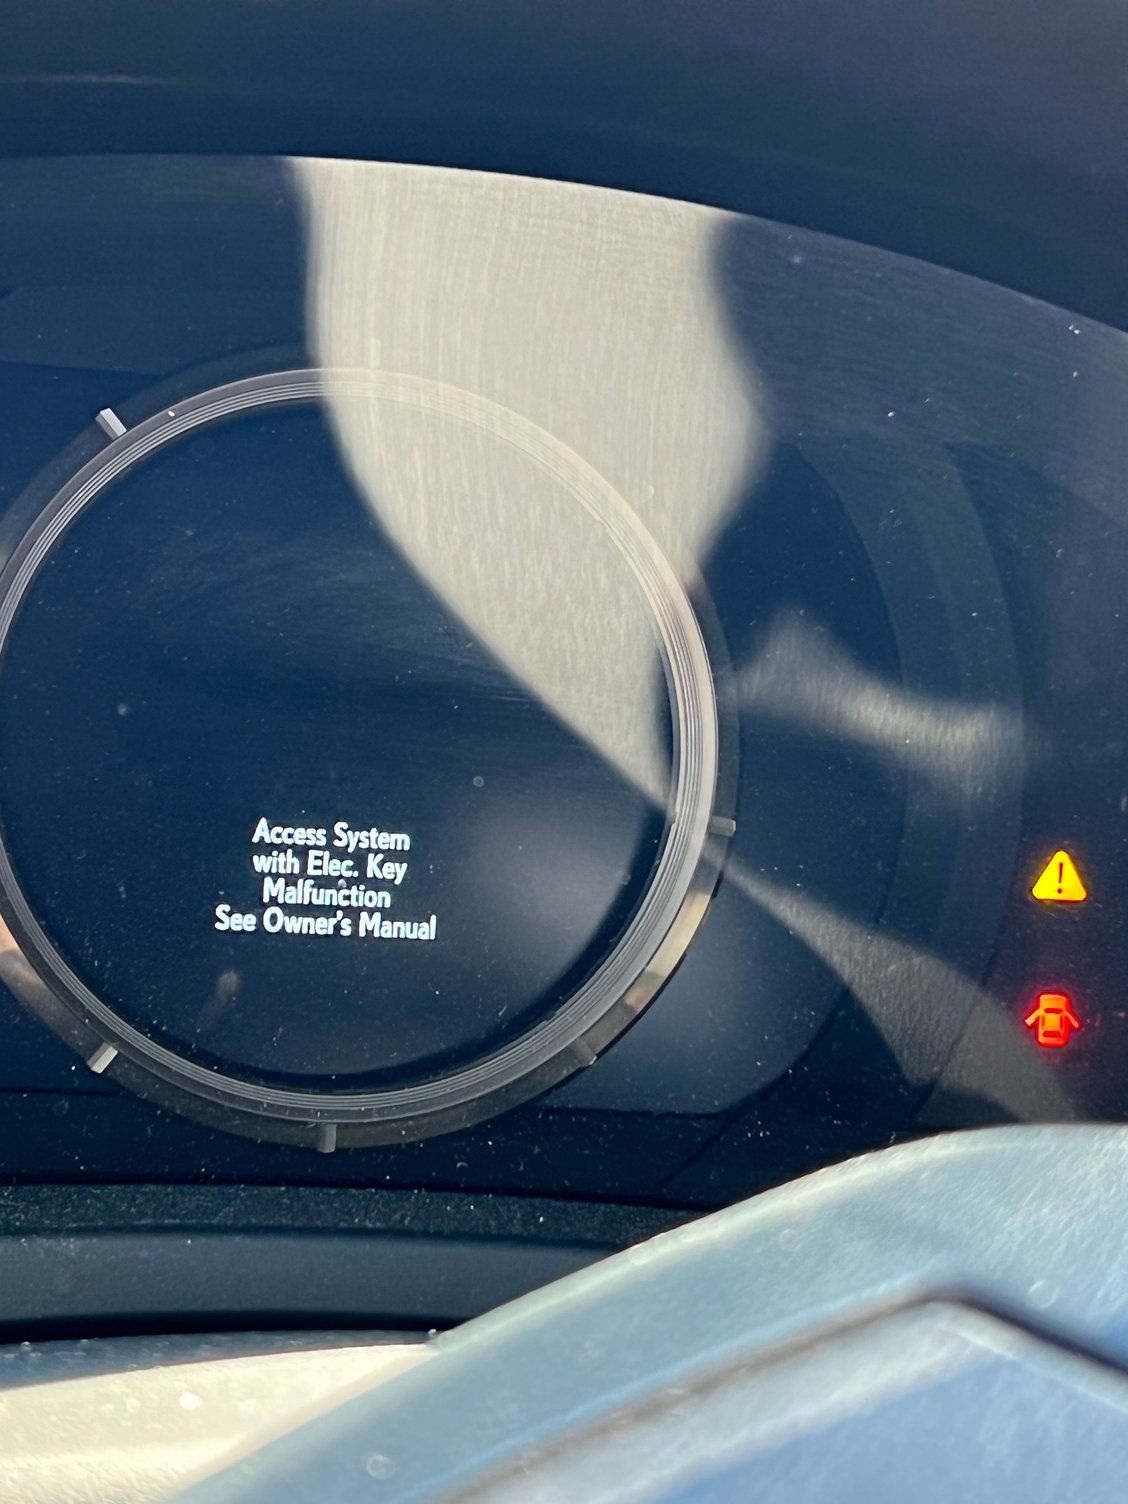 Access System
with Elec. Key
Malfunction
See Owner's Manual